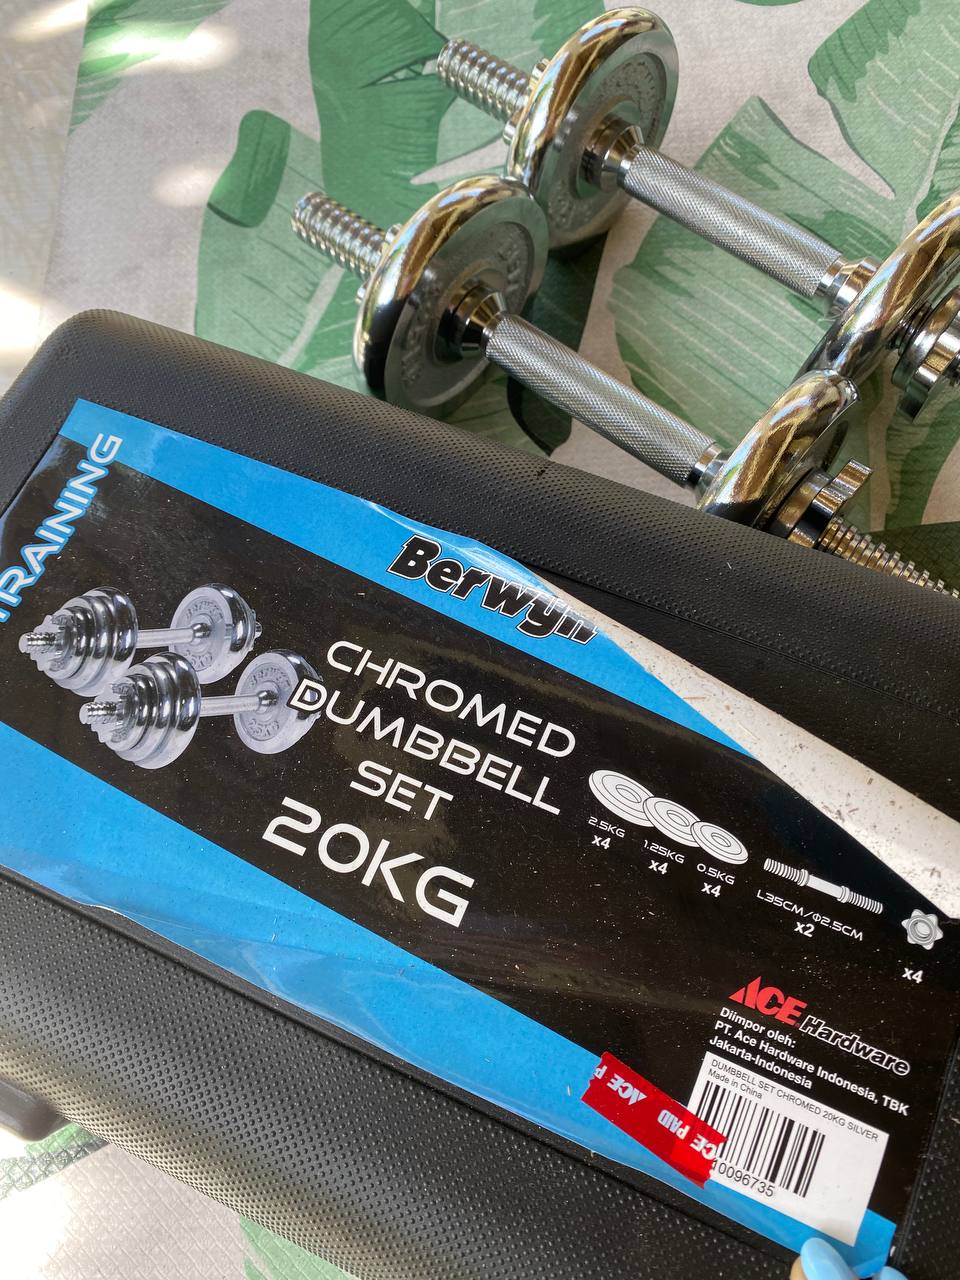 TRAINING
Berwyn
CHROMED
DUMBBELL
SET
20KG
2.5KG
x4
1.25KG
x4
0.5KG
x4
L35CM/Φ2.5CM
x2
x4
ACE Hardware
Diimpor oleh:
PT. Ace Hardware Indonesia, TBK
Jakarta-Indonesia
DUMBBELL SET CHROMED 20KG SILVER
Made in China
10096735
ACE PAID ACE